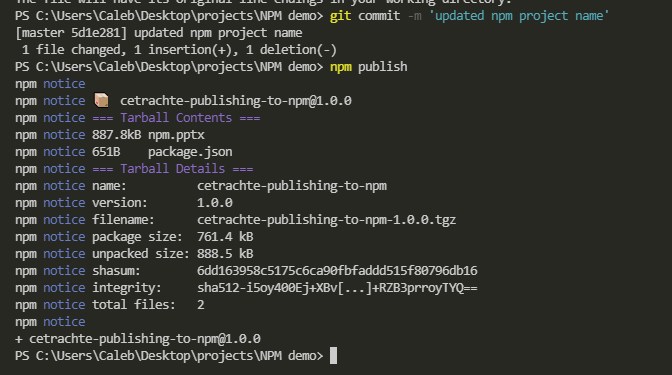 The file will have its original line endings in your working directory.
PS C:\Users\Caleb\Desktop\projects\NPM demo> git commit -m 'updated npm project name'
[master 5d1e281] updated npm project name
1 file changed, 1 insertion(+), 1 deletion(-)
PS C:\Users\Caleb\Desktop\projects\NPM demo> npm publish
npm notice
npm notice 📦 cetrachte-publishing-to-npm@1.0.0
npm notice === Tarball Contents ===
npm notice 887.8kB npm.pptx
npm notice 651B package.json
npm notice === Tarball Details ===
npm notice name: cetrachte-publishing-to-npm
npm notice version: 1.0.0
npm notice filename: cetrachte-publishing-to-npm-1.0.0.tgz
npm notice package size: 761.4 kB
npm notice unpacked size: 888.5 kB
npm notice shasum: 6dd163958c5175c6ca90fbfaddd515f80796db16
npm notice integrity: sha512-i5oy400Ej+XBv[...]+RZB3prroyTYQ==
npm notice total files: 2
npm notice
+ cetrachte-publishing-to-npm@1.0.0
PS C:\Users\Caleb\Desktop\projects\NPM demo>